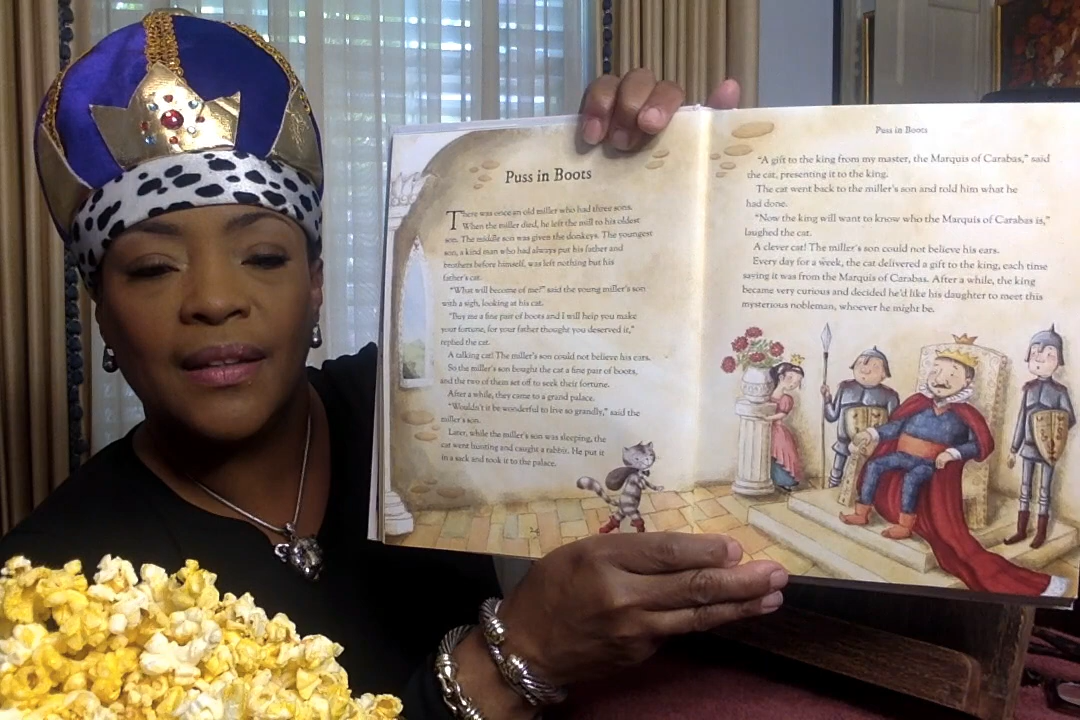 Puss in Boots
There was once an old miller who had three sons.
When the miller died, he left the mill to his oldest
son. The middle son was given the donkeys. The youngest
son, a kind man who had always put his father and
brothers before himself, was left nothing but his
father's cat.
"What will become of me?" said the young miller's son
with a sigh, looking at his cat.
"Buy me a fine pair of boots and I will help you make
your fortune, for your father thought you deserved it,"
replied the cat.
A talking cat! The miller's son could not believe his ears.
So the miller's son bought the cat a fine pair of boots,
and the two of them set off to seek their fortune.
After a while, they came to a grand palace.
"Wouldn't it be wonderful to live so grandly," said the
miller's son.
Later, while the miller's son was sleeping, the
cat went hunting and caught a rabbit. He put it
in a sack and took it to the palace.
Puss in Boots
"A gift to the king from my master, the Marquis of Carabas," said
the cat, presenting it to the king.
The cat went back to the miller's son and told him what he
had done.
"Now the king will want to know who the Marquis of Carabas is,"
laughed the cat.
A clever cat! The miller's son could not believe his ears.
Every day for a week, the cat delivered a gift to the king, each time
saying it was from the Marquis of Carabas. After a while, the king
became very curious and decided he'd like his daughter to meet this
mysterious nobleman, whoever he might be.